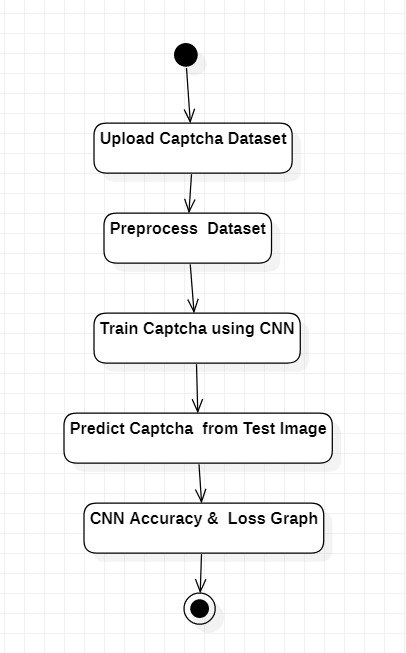 Upload Captcha Dataset
Preprocess  Dataset
Train Captcha using CNN
Predict Captcha  from Test Image
CNN Accuracy &  Loss Graph